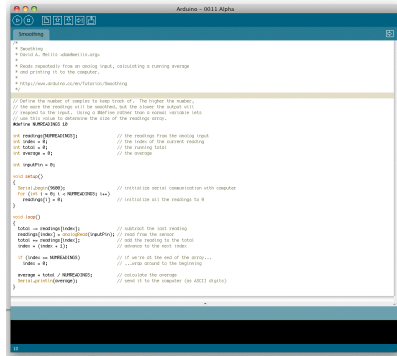 Arduino - 0011 Alpha
Smoothing
/*
 * Smoothing
 * David A. Mellis <dam@mellis.org>
 *
 * Reads repeatedly from an analog input, calculating a running average
 * and printing it to the computer.
 *
 * http://www.arduino.cc/en/Tutorial/Smoothing
 */
// Define the number of samples to keep track of. The higher the number,
// the more the readings will be smoothed, but the slower the output will
// respond to the input. Using a #define rather than a normal variable lets
// use this value to determine the size of the readings array.
#define NUMREADINGS 10
int readings[NUMREADINGS]; // the readings from the analog input
int index = 0; // the index of the current reading
int total = 0; // the running total
int average = 0; // the average
int inputPin = 0;
void setup()
{
  Serial.begin(9600); // initialize serial communication with computer
  for (int i = 0; i < NUMREADINGS; i++)
    readings[i] = 0; // initialize all the readings to 0
}
void loop()
{
  total -= readings[index]; // subtract the last reading
  readings[index] = analogRead(inputPin); // read from the sensor
  total += readings[index]; // add the reading to the total
  index = (index + 1); // advance to the next index
  if (index >= NUMREADINGS) // if we're at the end of the array...
    index = 0; // ...wrap around to the beginning
  average = total / NUMREADINGS; // calculate the average
  Serial.println(average); // send it to the computer (as ASCII digits)
}